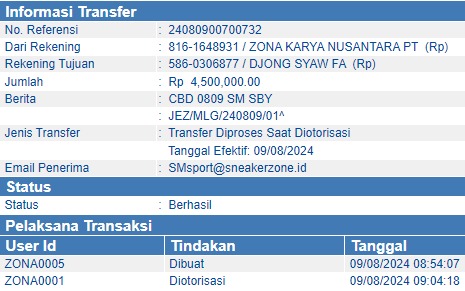 Informasi Transfer
No. Referensi : 24080900700732
Dari Rekening : 816-1648931 / ZONA KARYA NUSANTARA PT (Rp)
Rekening Tujuan : 586-0306877 / DJONG SYAW FA (Rp)
Jumlah : Rp 4,500,000.00
Berita : CBD 0809 SM SBY
: JEZ/MLG/240809/01^
Jenis Transfer : Transfer Diproses Saat Diotorisasi
Tanggal Efektif: 09/08/2024
Email Penerima : SMsport@sneakerzone.id
Status
Status : Berhasil
Pelaksana Transaksi
User Id Tindakan Tanggal
ZONA0005 Dibuat 09/08/2024 08:54:07
ZONA0001 Diotorisasi 09/08/2024 09:04:18